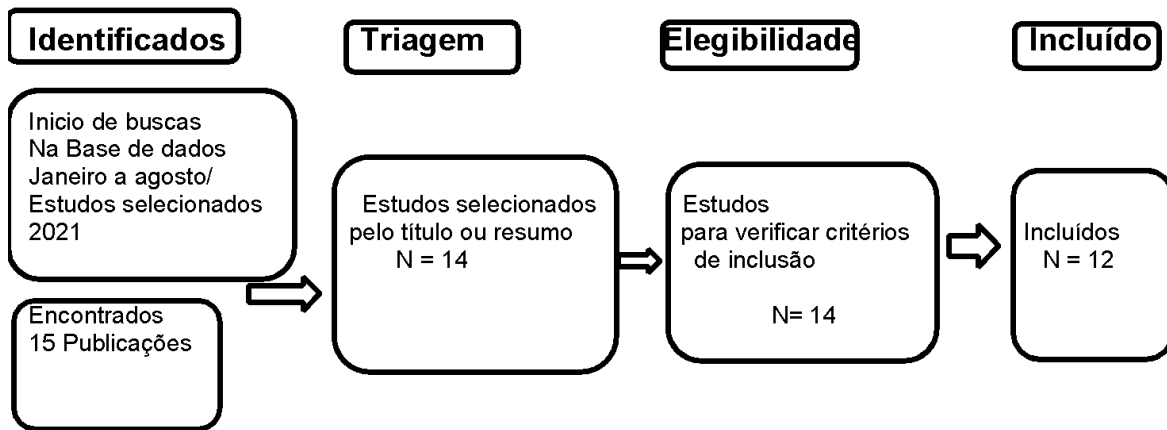 Identificados
Inicio de buscas
Na Base de dados
Janeiro a agosto/
Estudos selecionados
2021
Encontrados
15 Publicações
Triagem
Estudos selecionados
pelo título ou resumo
N = 14
Elegibilidade
Estudos
para verificar critérios
de inclusão
N= 14
Incluído
Incluídos
N = 12